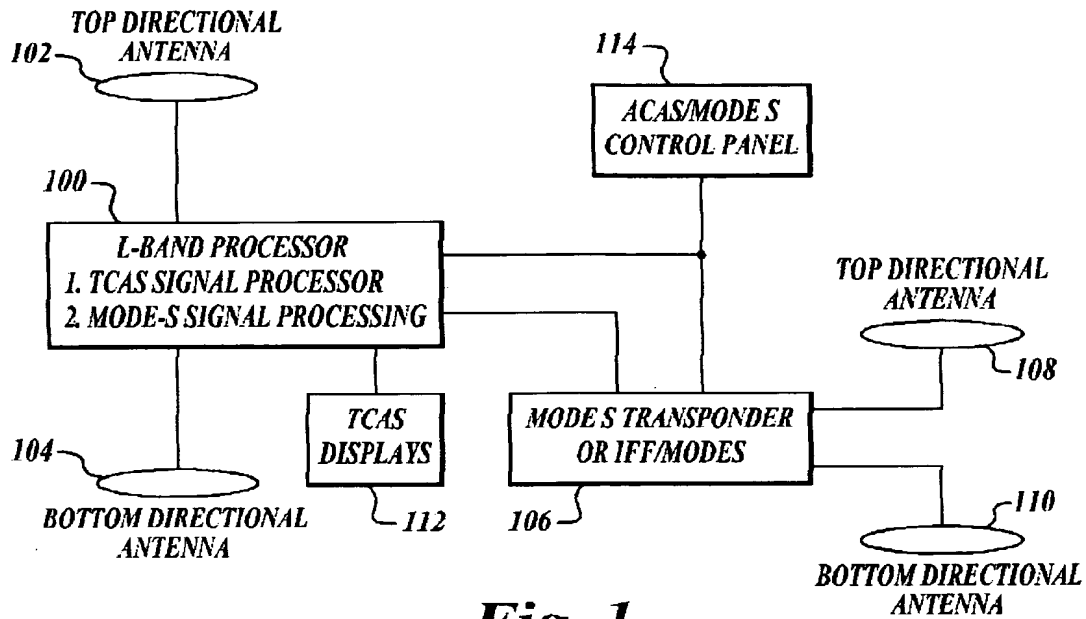 TOP DIRECTIONAL
ANTENNA
102
114
ACAS/MODE S
CONTROL PANEL
100
L-BAND PROCESSOR
1. TCAS SIGNAL PROCESSOR
2. MODE-S SIGNAL PROCESSING
TOP DIRECTIONAL
ANTENNA
108
TCAS
DISPLAYS
112
MODE S TRANSPONDER
OR IFF/MODES
106
104
BOTTOM DIRECTIONAL
ANTENNA
110
BOTTOM DIRECTIONAL
ANTENNA
Fig. 1